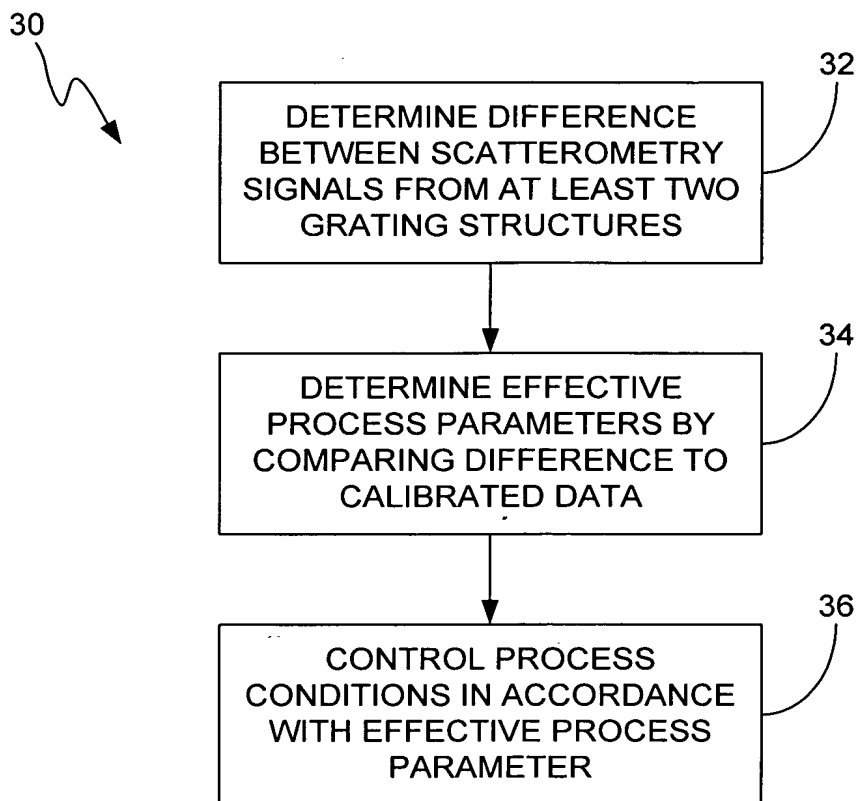 30
32
DETERMINE DIFFERENCE
BETWEEN SCATTEROMETRY
SIGNALS FROM AT LEAST TWO
GRATING STRUCTURES
34
DETERMINE EFFECTIVE
PROCESS PARAMETERS BY
COMPARING DIFFERENCE TO
CALIBRATED DATA
36
CONTROL PROCESS
CONDITIONS IN ACCORDANCE
WITH EFFECTIVE PROCESS
PARAMETER